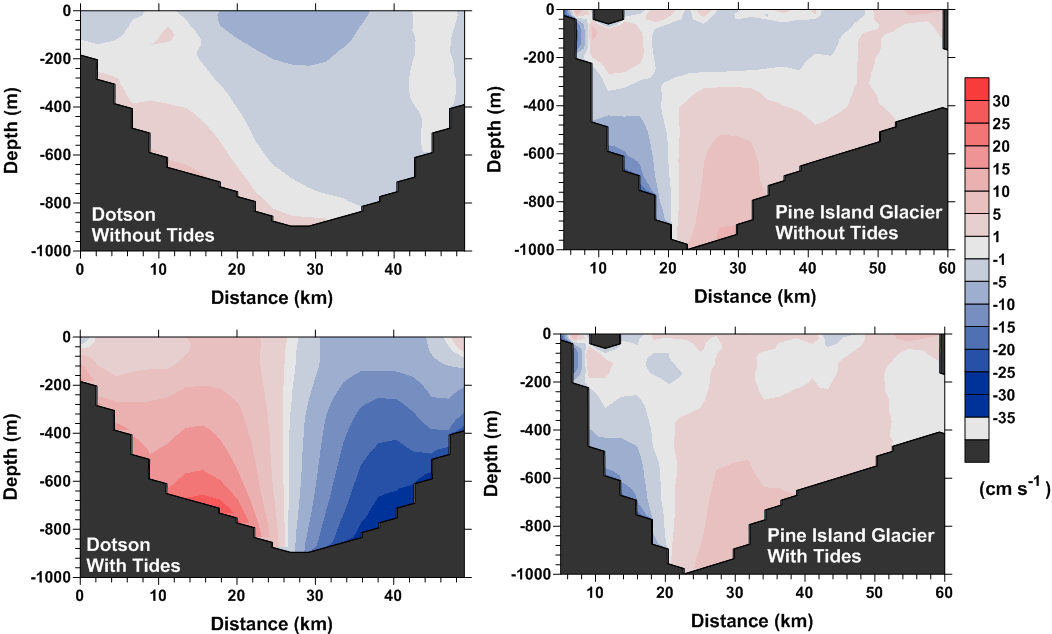 0
-200
-400
-600
-800
-1000
Depth (m)
Dotson
Without Tides
0 10 20 30 40
Distance (km)
0
-200
-400
-600
-800
-1000
Depth (m)
Pine Island Glacier
Without Tides
10 20 30 40 50 60
Distance (km)
0
-200
-400
-600
-800
-1000
Depth (m)
Dotson
With Tides
0 10 20 30 40
Distance (km)
0
-200
-400
-600
-800
-1000
Depth (m)
Pine Island Glacier
With Tides
10 20 30 40 50 60
Distance (km)
30
25
20
15
10
5
1
-1
-5
-10
-15
-20
-25
-30
-35
(cm s-1)